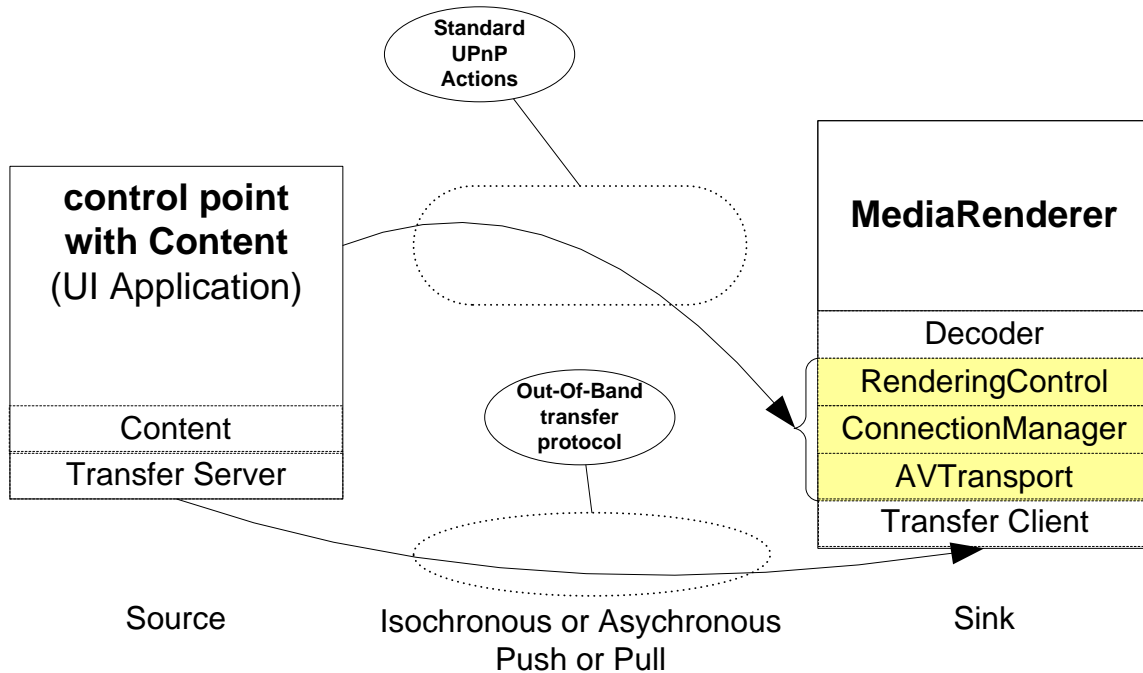 Standard
UPnP
Actions
control point
with Content
(UI Application)
Content
Transfer Server
MediaRenderer
Decoder
RenderingControl
ConnectionManager
AVTransport
Transfer Client
Out-Of-Band
transfer
protocol
Source
Isochronous or Asychronous
Push or Pull
Sink